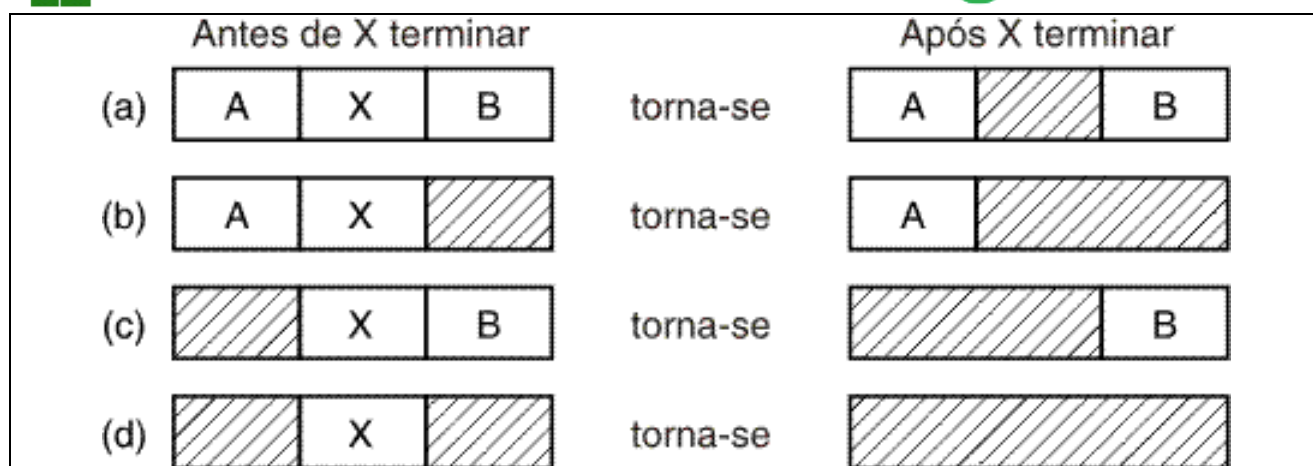 Antes de X terminar Após X terminar
(a) A X B torna-se A B
(b) A X torna-se A
(c) X B torna-se B
(d) X torna-se